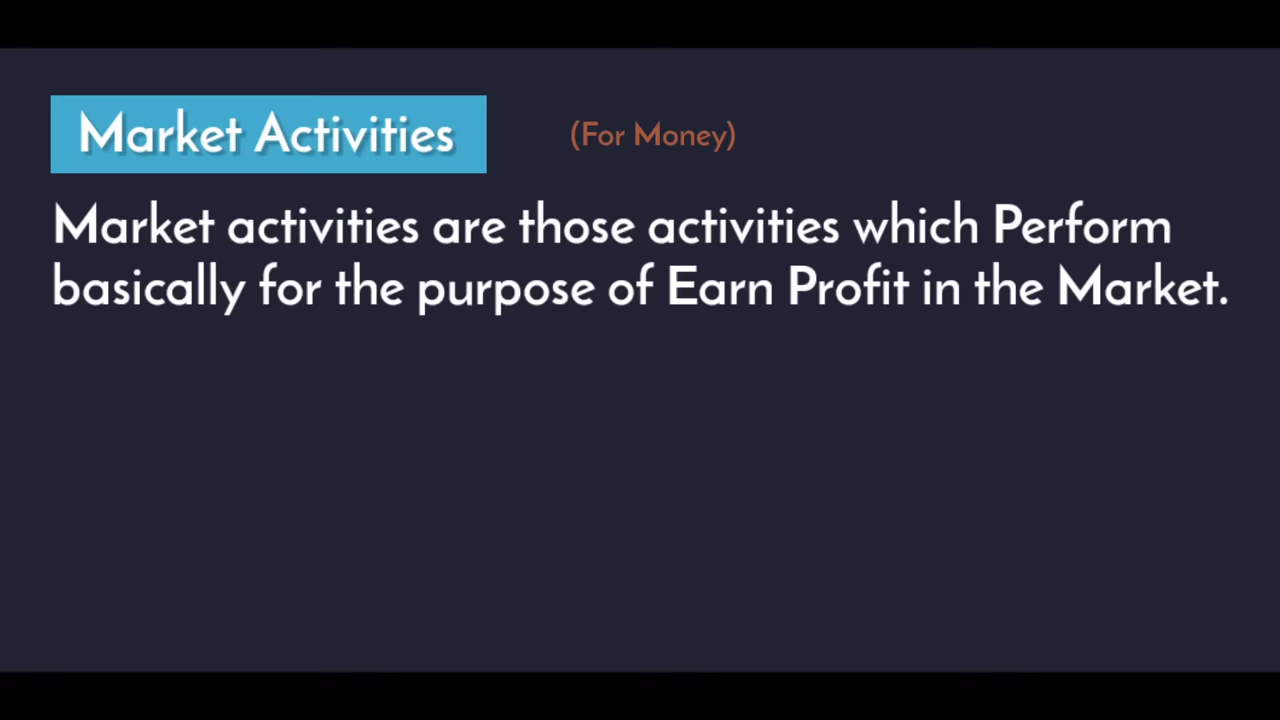 Market Activities (For Money)
Market activities are those activities which Perform
basically for the purpose of Earn Profit in the Market.